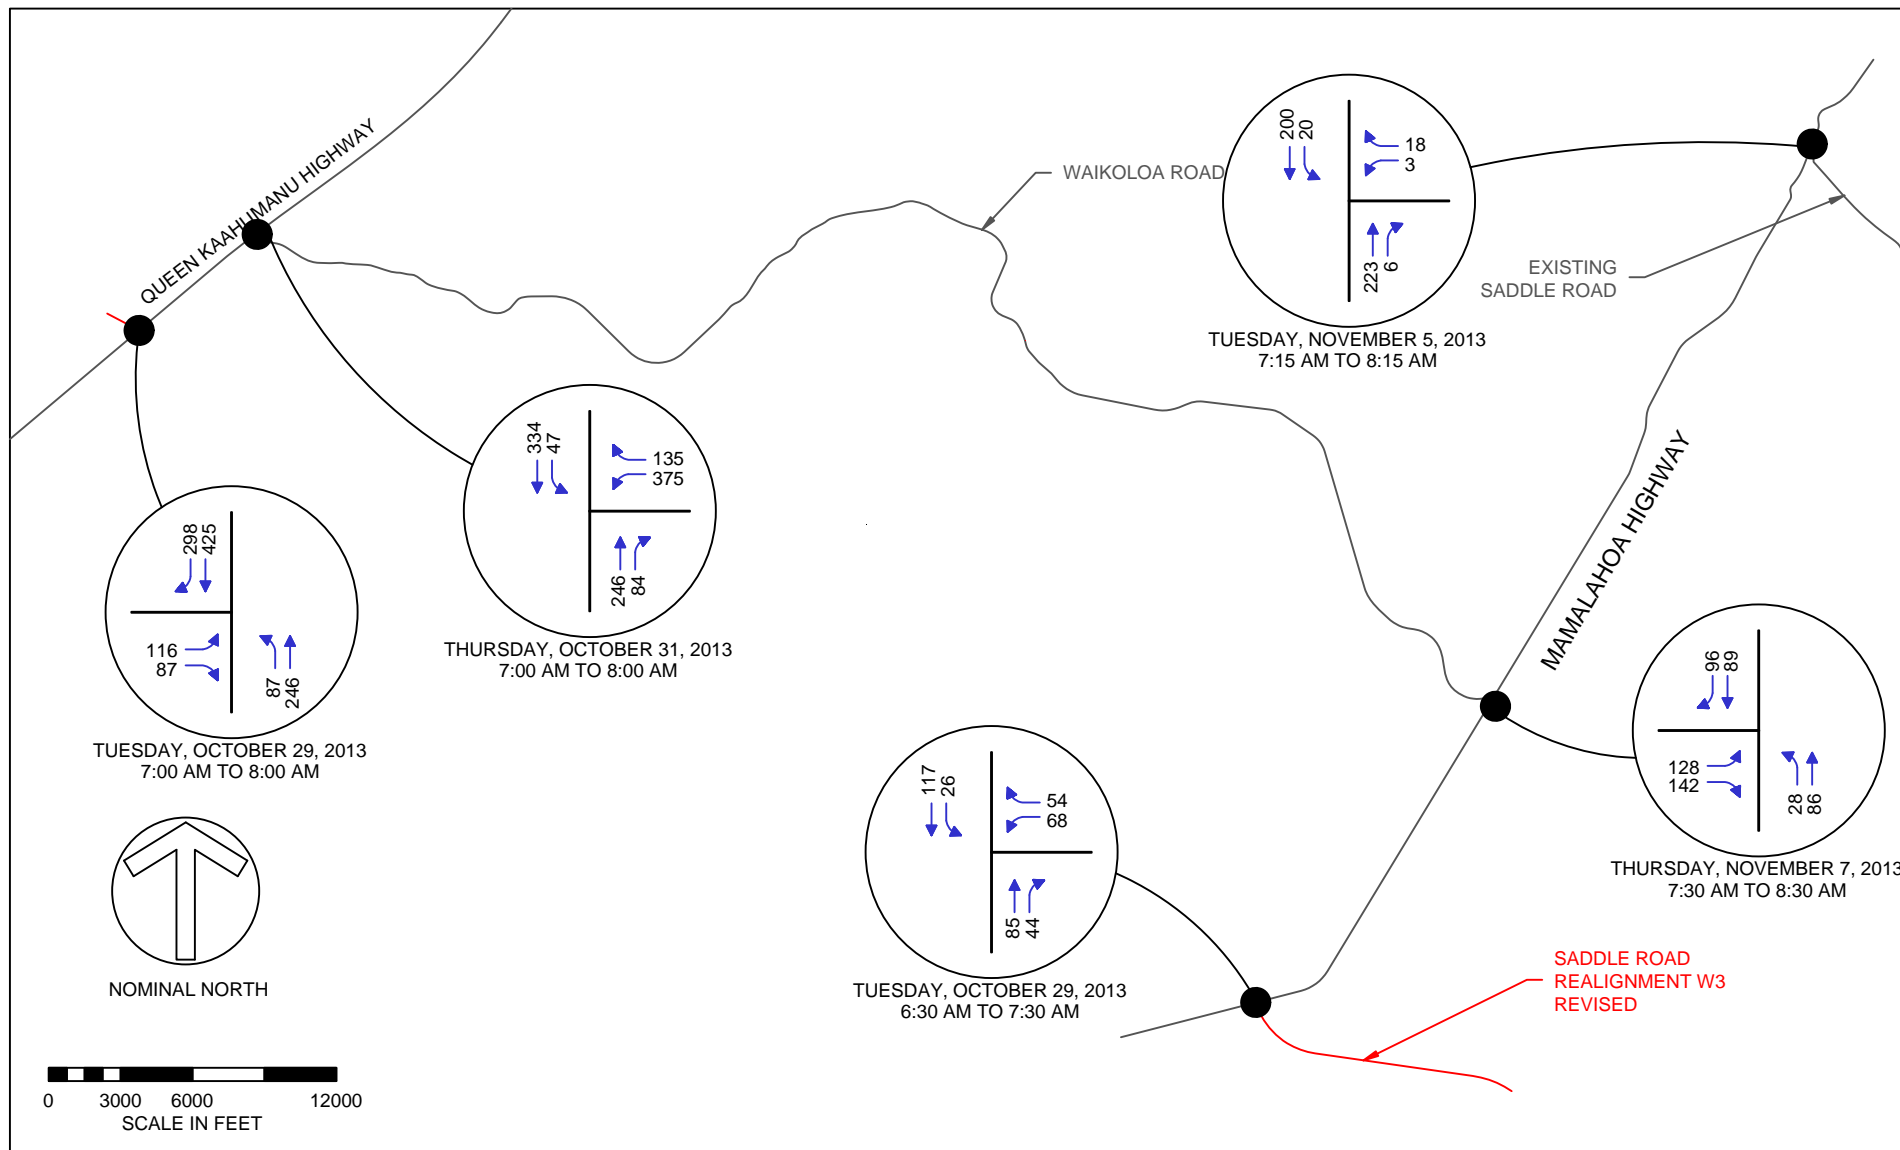 QUEEN KAAHUMANU HIGHWAY
WAIKOLOA ROAD
200
20
18
3
223
6
TUESDAY, NOVEMBER 5, 2013
7:15 AM TO 8:15 AM
EXISTING
SADDLE ROAD
334
47
135
375
246
84
THURSDAY, OCTOBER 31, 2013
7:00 AM TO 8:00 AM
298
425
116
87
87
246
TUESDAY, OCTOBER 29, 2013
7:00 AM TO 8:00 AM
MAMALAHOA HIGHWAY
96
89
128
142
28
86
THURSDAY, NOVEMBER 7, 2013
7:30 AM TO 8:30 AM
117
26
54
68
85
44
TUESDAY, OCTOBER 29, 2013
6:30 AM TO 7:30 AM
SADDLE ROAD
REALIGNMENT W3
REVISED
NOMINAL NORTH
0 3000 6000 12000
SCALE IN FEET